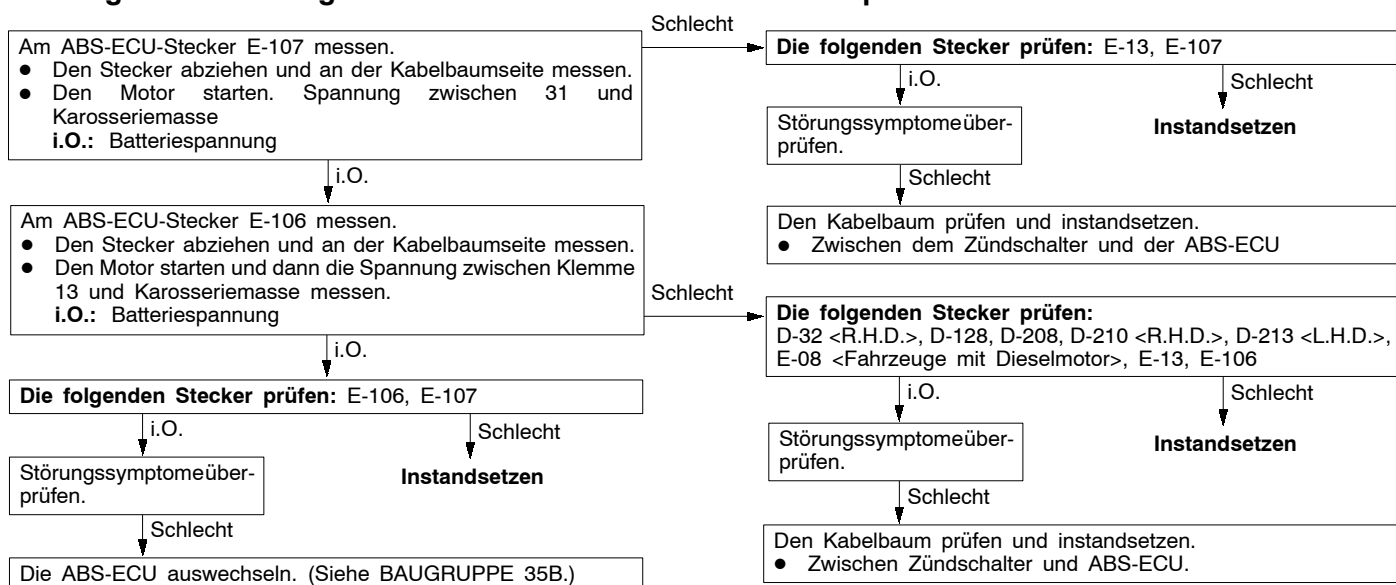 Schlecht
Am ABS-ECU-Stecker E-107 messen.
● Den Stecker abziehen und an der Kabelbaumseite messen.
● Den Motor starten. Spannung zwischen 31 und
Karosseriemasse
i.O.: Batteriespannung
Die folgenden Stecker prüfen: E-13, E-107
i.O.
Schlecht
Störungssymptomeüber-
prüfen.
Instandsetzen
Schlecht
Den Kabelbaum prüfen und instandsetzen.
● Zwischen dem Zündschalter und der ABS-ECU
i.O.
Am ABS-ECU-Stecker E-106 messen.
● Den Stecker abziehen und an der Kabelbaumseite messen.
● Den Motor starten und dann die Spannung zwischen Klemme
13 und Karosseriemasse messen.
i.O.: Batteriespannung
Schlecht
Die folgenden Stecker prüfen:
D-32 <R.H.D.>, D-128, D-208, D-210 <R.H.D.>, D-213 <L.H.D.>,
E-08 <Fahrzeuge mit Dieselmotor>, E-13, E-106
i.O.
Schlecht
Störungssymptomeüber-
prüfen.
Instandsetzen
Schlecht
Den Kabelbaum prüfen und instandsetzen.
● Zwischen Zündschalter und ABS-ECU.
i.O.
Die folgenden Stecker prüfen: E-106, E-107
i.O.
Schlecht
Störungssymptomeüber-
prüfen.
Instandsetzen
Schlecht
Die ABS-ECU auswechseln. (Siehe BAUGRUPPE 35B.)